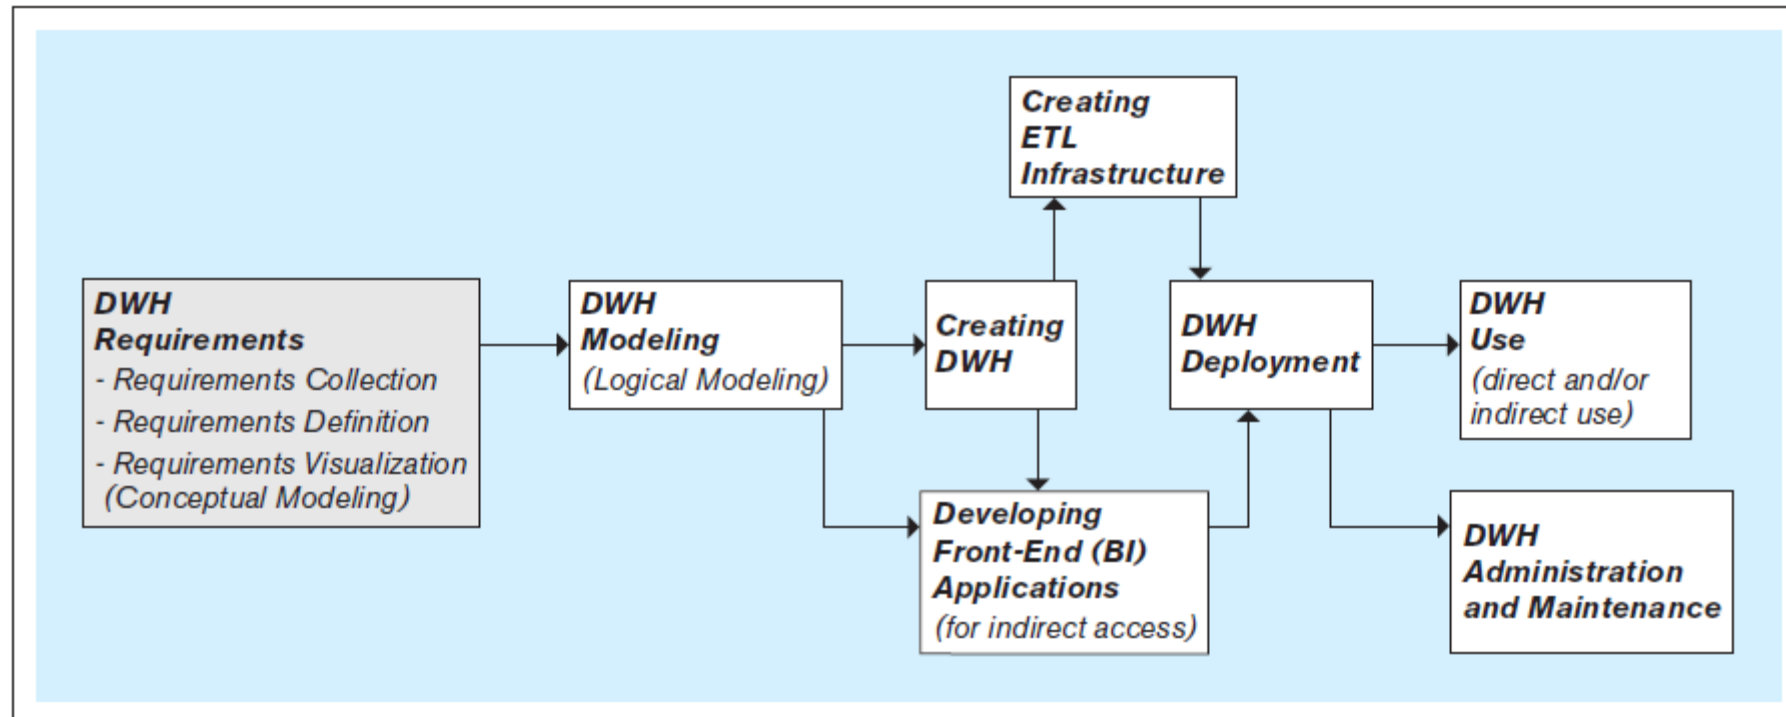 DWH
Requirements
- Requirements Collection
- Requirements Definition
- Requirements Visualization
(Conceptual Modeling)
DWH
Modeling
(Logical Modeling)
Creating
DWH
Creating
ETL
Infrastructure
Developing
Front-End (BI)
Applications
(for indirect access)
DWH
Deployment
DWH
Use
(direct and/or
indirect use)
DWH
Administration
and Maintenance